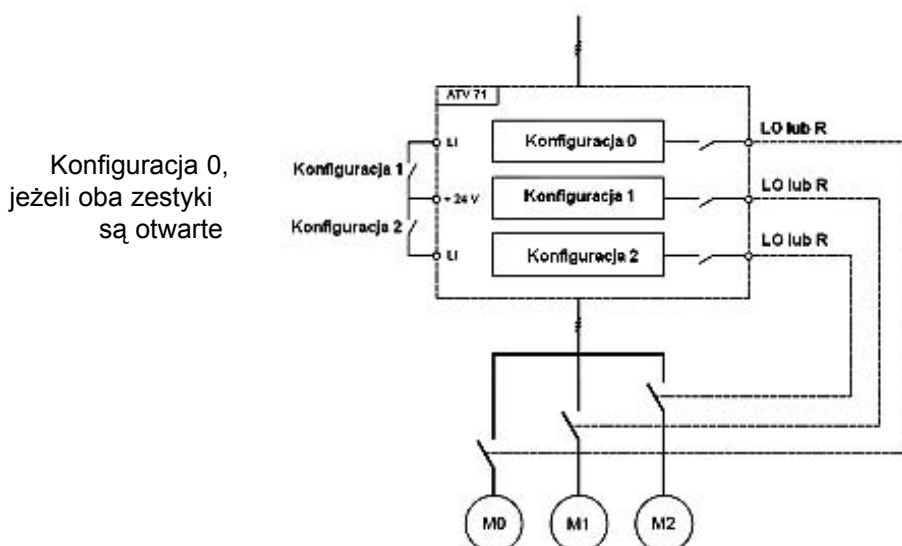 ATV 71
Konfiguracja 0,
jeżeli oba zestyki
są otwarte
LI
Konfiguracja 0
LO lub R
Konfiguracja 1
+ 24 V
Konfiguracja 1
LO lub R
Konfiguracja 2
LI
Konfiguracja 2
LO lub R
M0
M1
M2